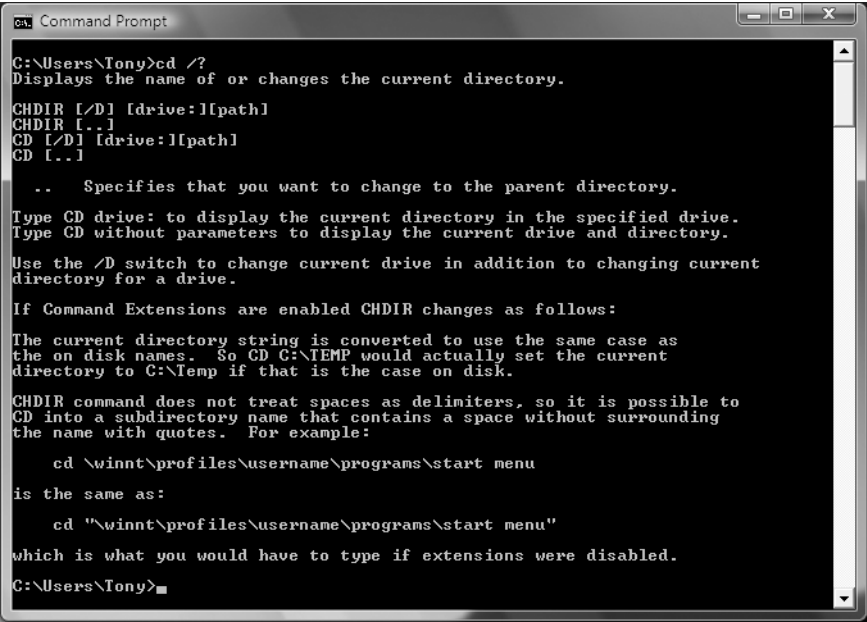 Command Prompt
C:\Users\Tony>cd /?
Displays the name of or changes the current directory.
CHDIR [/D] [drive:][path]
CHDIR [..]
CD [/D] [drive:][path]
CD [..]
.. Specifies that you want to change to the parent directory.
Type CD drive: to display the current directory in the specified drive.
Type CD without parameters to display the current drive and directory.
Use the /D switch to change current drive in addition to changing current
directory for a drive.
If Command Extensions are enabled CHDIR changes as follows:
The current directory string is converted to use the same case as
the on disk names.  So CD C:\TEMP would actually set the current
directory to C:\Temp if that is the case on disk.
CHDIR command does not treat spaces as delimiters, so it is possible to
CD into a subdirectory name that contains a space without surrounding
the name with quotes.  For example:
cd \winnt\profiles\username\programs\start menu
is the same as:
cd "\winnt\profiles\username\programs\start menu"
which is what you would have to type if extensions were disabled.
C:\Users\Tony>